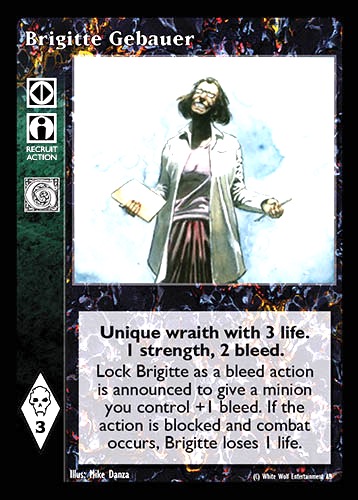 Brigitte Gebauer
RECRUIT
ACTION
Unique wraith with 3 life.
1 strength, 2 bleed.
Lock Brigitte as a bleed action
is announced to give a minion
you control +1 bleed. If the
action is blocked and combat
occurs, Brigitte loses 1 life.
3
Illus: Mike Danza
(C) White Wolf Entertainment AB